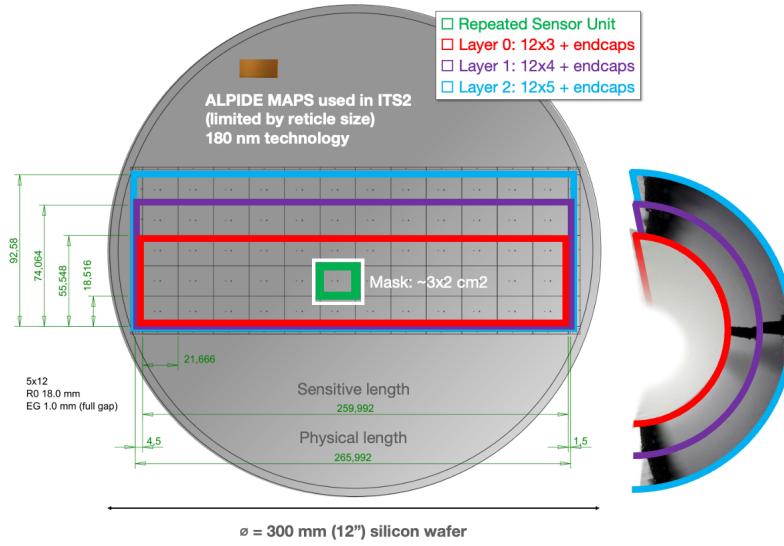 Repeated Sensor Unit
Layer 0: 12x3 + endcaps
Layer 1: 12x4 + endcaps
Layer 2: 12x5 + endcaps
ALPIDE MAPS used in ITS2
(limited by reticle size)
180 nm technology
92,58
74,064
55,548
18,516
Mask: ~3x2 cm2
21,666
5x12
R0 18.0 mm
EG 1.0 mm (full gap)
Sensitive length
259,992
Physical length
4,5
1,5
265,992
ø = 300 mm (12”) silicon wafer